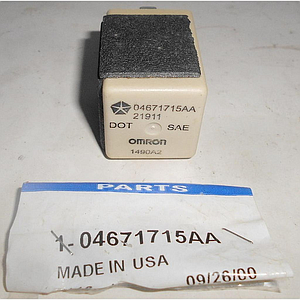 04671715AA
21911
DOT SAE
OMRON
1490A2
PARTS
1-04671715AA
MADE IN USA
09/26/00